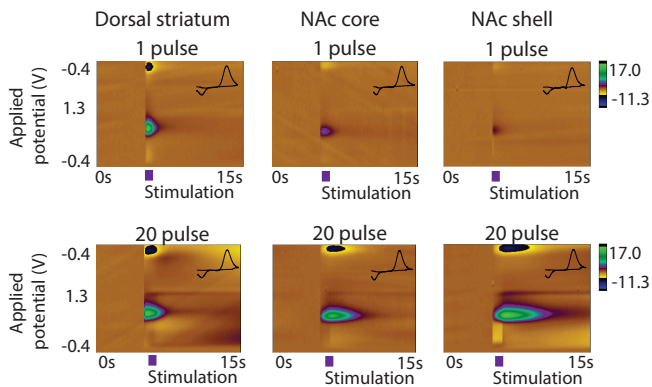 Dorsal striatum NAc core NAc shell
1 pulse 1 pulse 1 pulse
Applied potential (V)
-0.4
1.3
-0.4
17.0
-11.3
0s 15s 0s 15s 0s 15s
Stimulation Stimulation Stimulation
20 pulse 20 pulse 20 pulse
Applied potential (V)
-0.4
1.3
-0.4
17.0
-11.3
0s 15s 0s 15s 0s 15s
Stimulation Stimulation Stimulation